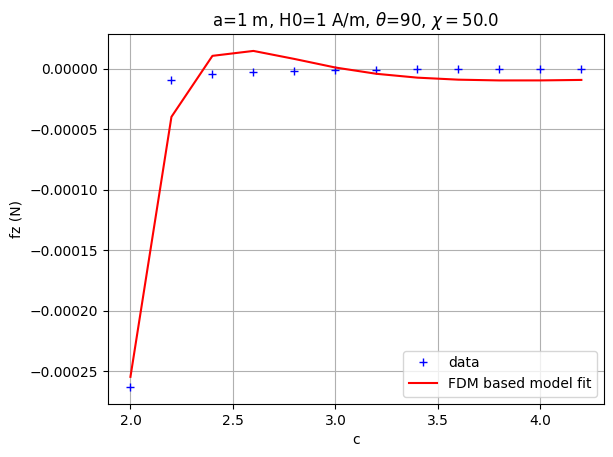 a=1 m, H0=1 A/m, θ=90, χ = 50.0
fz (N)
0.00000
−0.00005
−0.00010
−0.00015
−0.00020
−0.00025
data
FDM based model fit
2.0 2.5 3.0 3.5 4.0
c